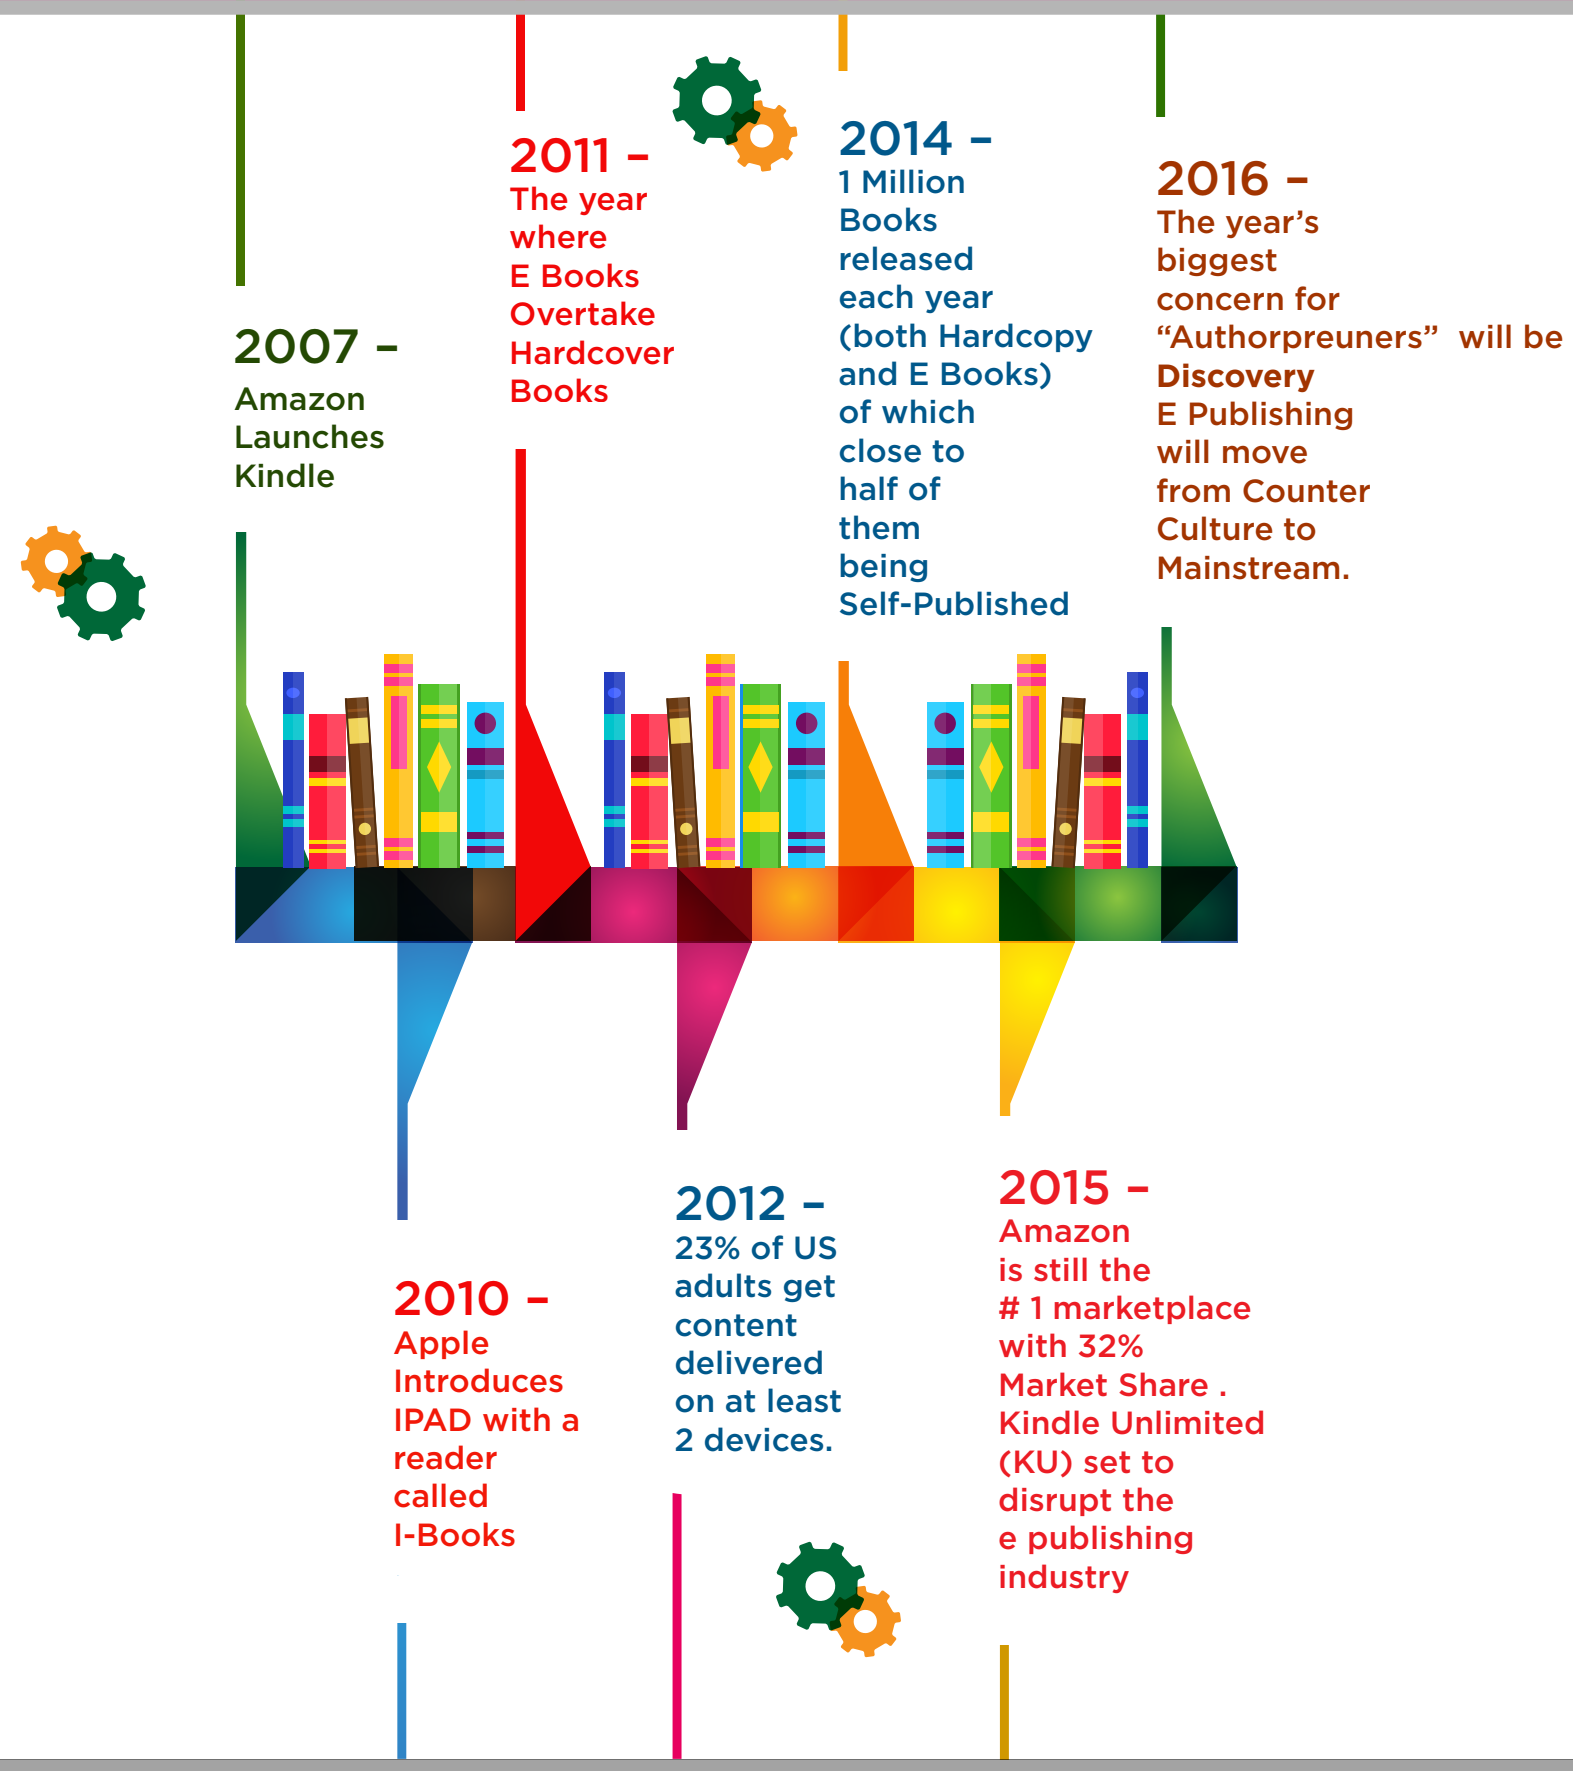 2007 –
Amazon
Launches
Kindle
2011 –
The year
where
E Books
Overtake
Hardcover
Books
2014 –
1 Million
Books
released
each year
(both Hardcopy
and E Books)
of which
close to
half of
them
being
Self-Published
2016 –
The year’s
biggest
concern for
“Authorpreuners” will be
Discovery
E Publishing
will move
from Counter
Culture to
Mainstream.
2010 –
Apple
Introduces
IPAD with a
reader
called
I-Books
2012 –
23% of US
adults get
content
delivered
on at least
2 devices.
2015 –
Amazon
is still the
# 1 marketplace
with 32%
Market Share .
Kindle Unlimited
(KU) set to
disrupt the
e publishing
industry